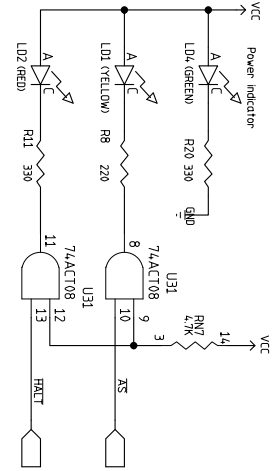 VCC
LD2 (RED)
A
C
R11
330
11
74ACT08
U31
12
13
HALT
LD1 (YELLOW)
A
C
R8
220
8
74ACT08
U31
9
10
AS
Power indicator
LD4 (GREEN)
A
C
R20 330
GND
3
RN7
4.7K
14
VCC